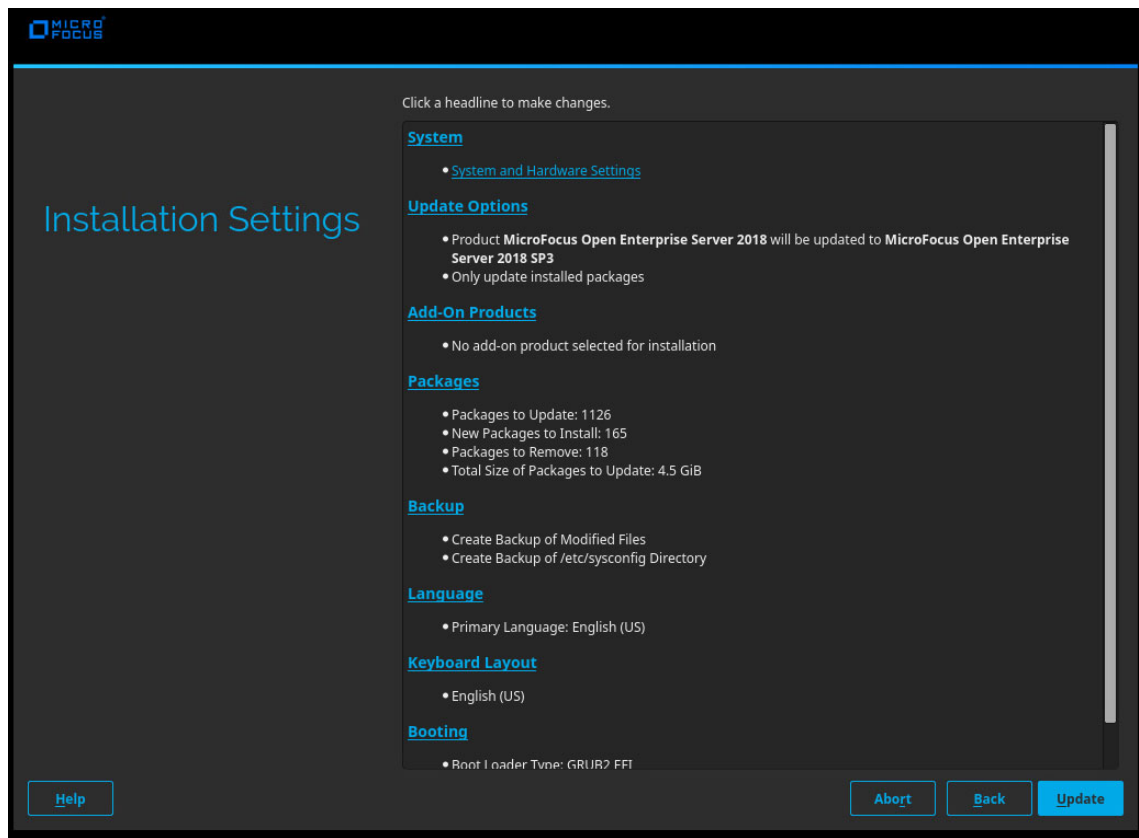 MICRO
FOCUS
Click a headline to make changes.
System
• System and Hardware Settings
Installation Settings
Update Options
• Product MicroFocus Open Enterprise Server 2018 will be updated to MicroFocus Open Enterprise
Server 2018 SP3
• Only update installed packages
Add-On Products
• No add-on product selected for installation
Packages
• Packages to Update: 1126
• New Packages to Install: 165
• Packages to Remove: 118
• Total Size of Packages to Update: 4.5 GiB
Backup
• Create Backup of Modified Files
• Create Backup of /etc/sysconfig Directory
Language
• Primary Language: English (US)
Keyboard Layout
• English (US)
Booting
• Boot Loader Type: GRUB2 EFI
Help
Abort
Back
Update